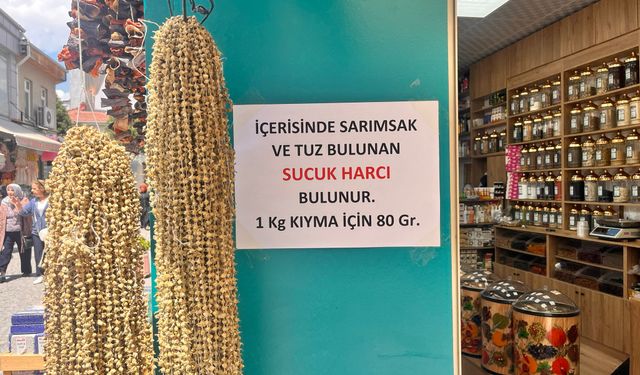 İÇERİSİNDE SARIMSAK
VE TUZ BULUNAN
SUCUK HARCI
BULUNUR.
1 Kg KIYMA İÇİN 80 Gr.